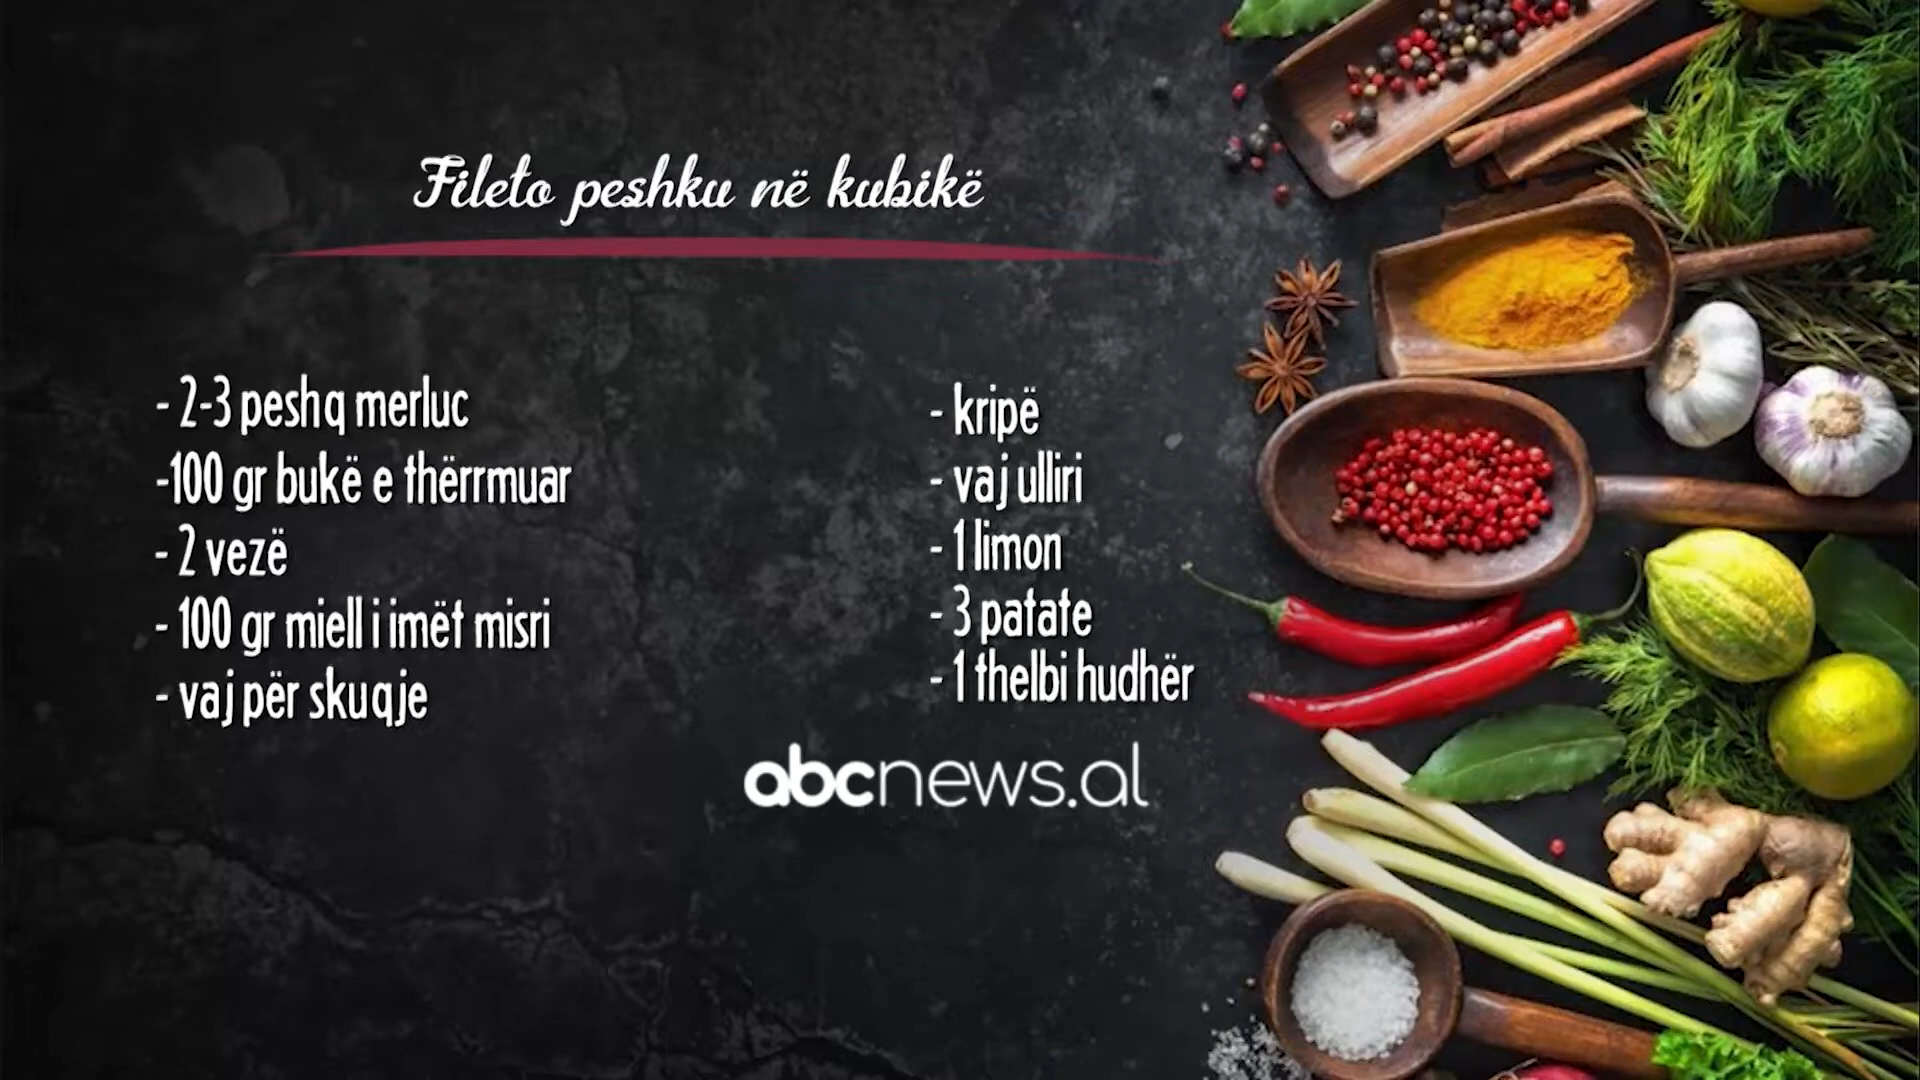 Fileto peshku në kubikë
- 2-3 peshq merluc
-100 gr bukë e thërrmuar
- 2 vezë
- 100 gr miell i imët misri
- vaj për skuqje
- kripë
- vaj ulliri
- 1 limon
- 3 patate
- 1 thelbi hudhër
abcnews.al